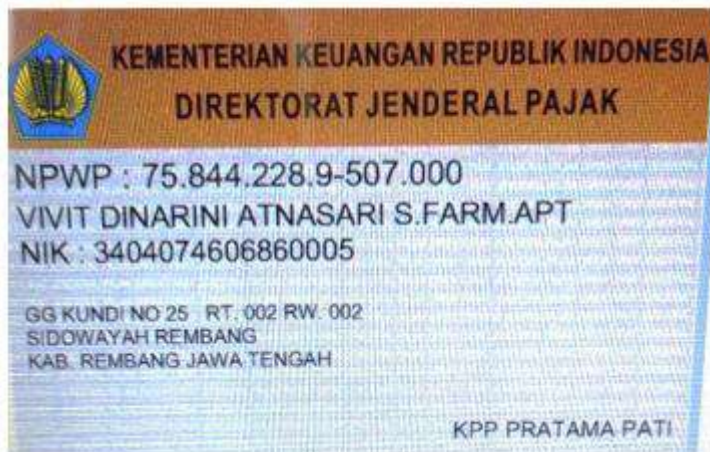 KEMENTERIAN KEUANGAN REPUBLIK INDONESIA
DIREKTORAT JENDERAL PAJAK
NPWP : 75.844.228.9-507.000
VIVIT DINARINI ATNASARI S.FARM.APT
NIK : 3404074606860005
GG KUNDI NO 25 RT. 002 RW. 002
SIDOWAYAH REMBANG
KAB. REMBANG JAWA TENGAH
KPP PRATAMA PATI